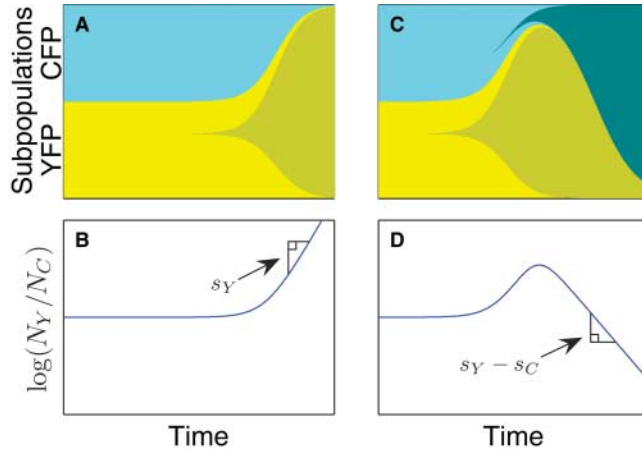 A
C
Subpopulations
CFP
YFP
B
D
s_Y
s_Y − s_C
log(N_Y/N_C)
Time
Time